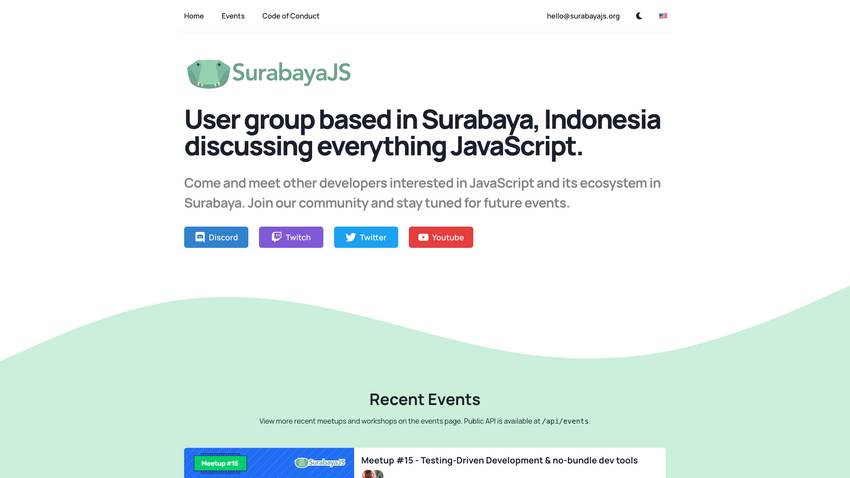 Home Events Code of Conduct hello@surabayajs.org
SurabayaJS
User group based in Surabaya, Indonesia
discussing everything JavaScript.
Come and meet other developers interested in JavaScript and its ecosystem in
Surabaya. Join our community and stay tuned for future events.
Discord Twitch Twitter Youtube
Recent Events
View more recent meetups and workshops on the events page. Public API is available at /api/events.
Meetup #15 SurabayaJS
Meetup #15 - Testing-Driven Development & no-bundle dev tools